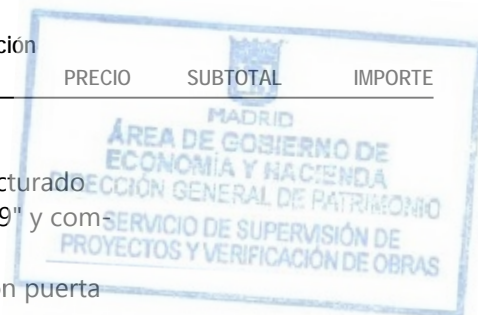 ción
PRECIO SUBTOTAL IMPORTE
MADRID
ÁREA DE GOBIERNO DE
ECONOMÍA Y HACIENDA
cturado
DIRECCIÓN GENERAL DE PATRIMONIO
9" y com-
SERVICIO DE SUPERVISIÓN DE
PROYECTOS Y VERIFICACIÓN DE OBRAS
on puerta